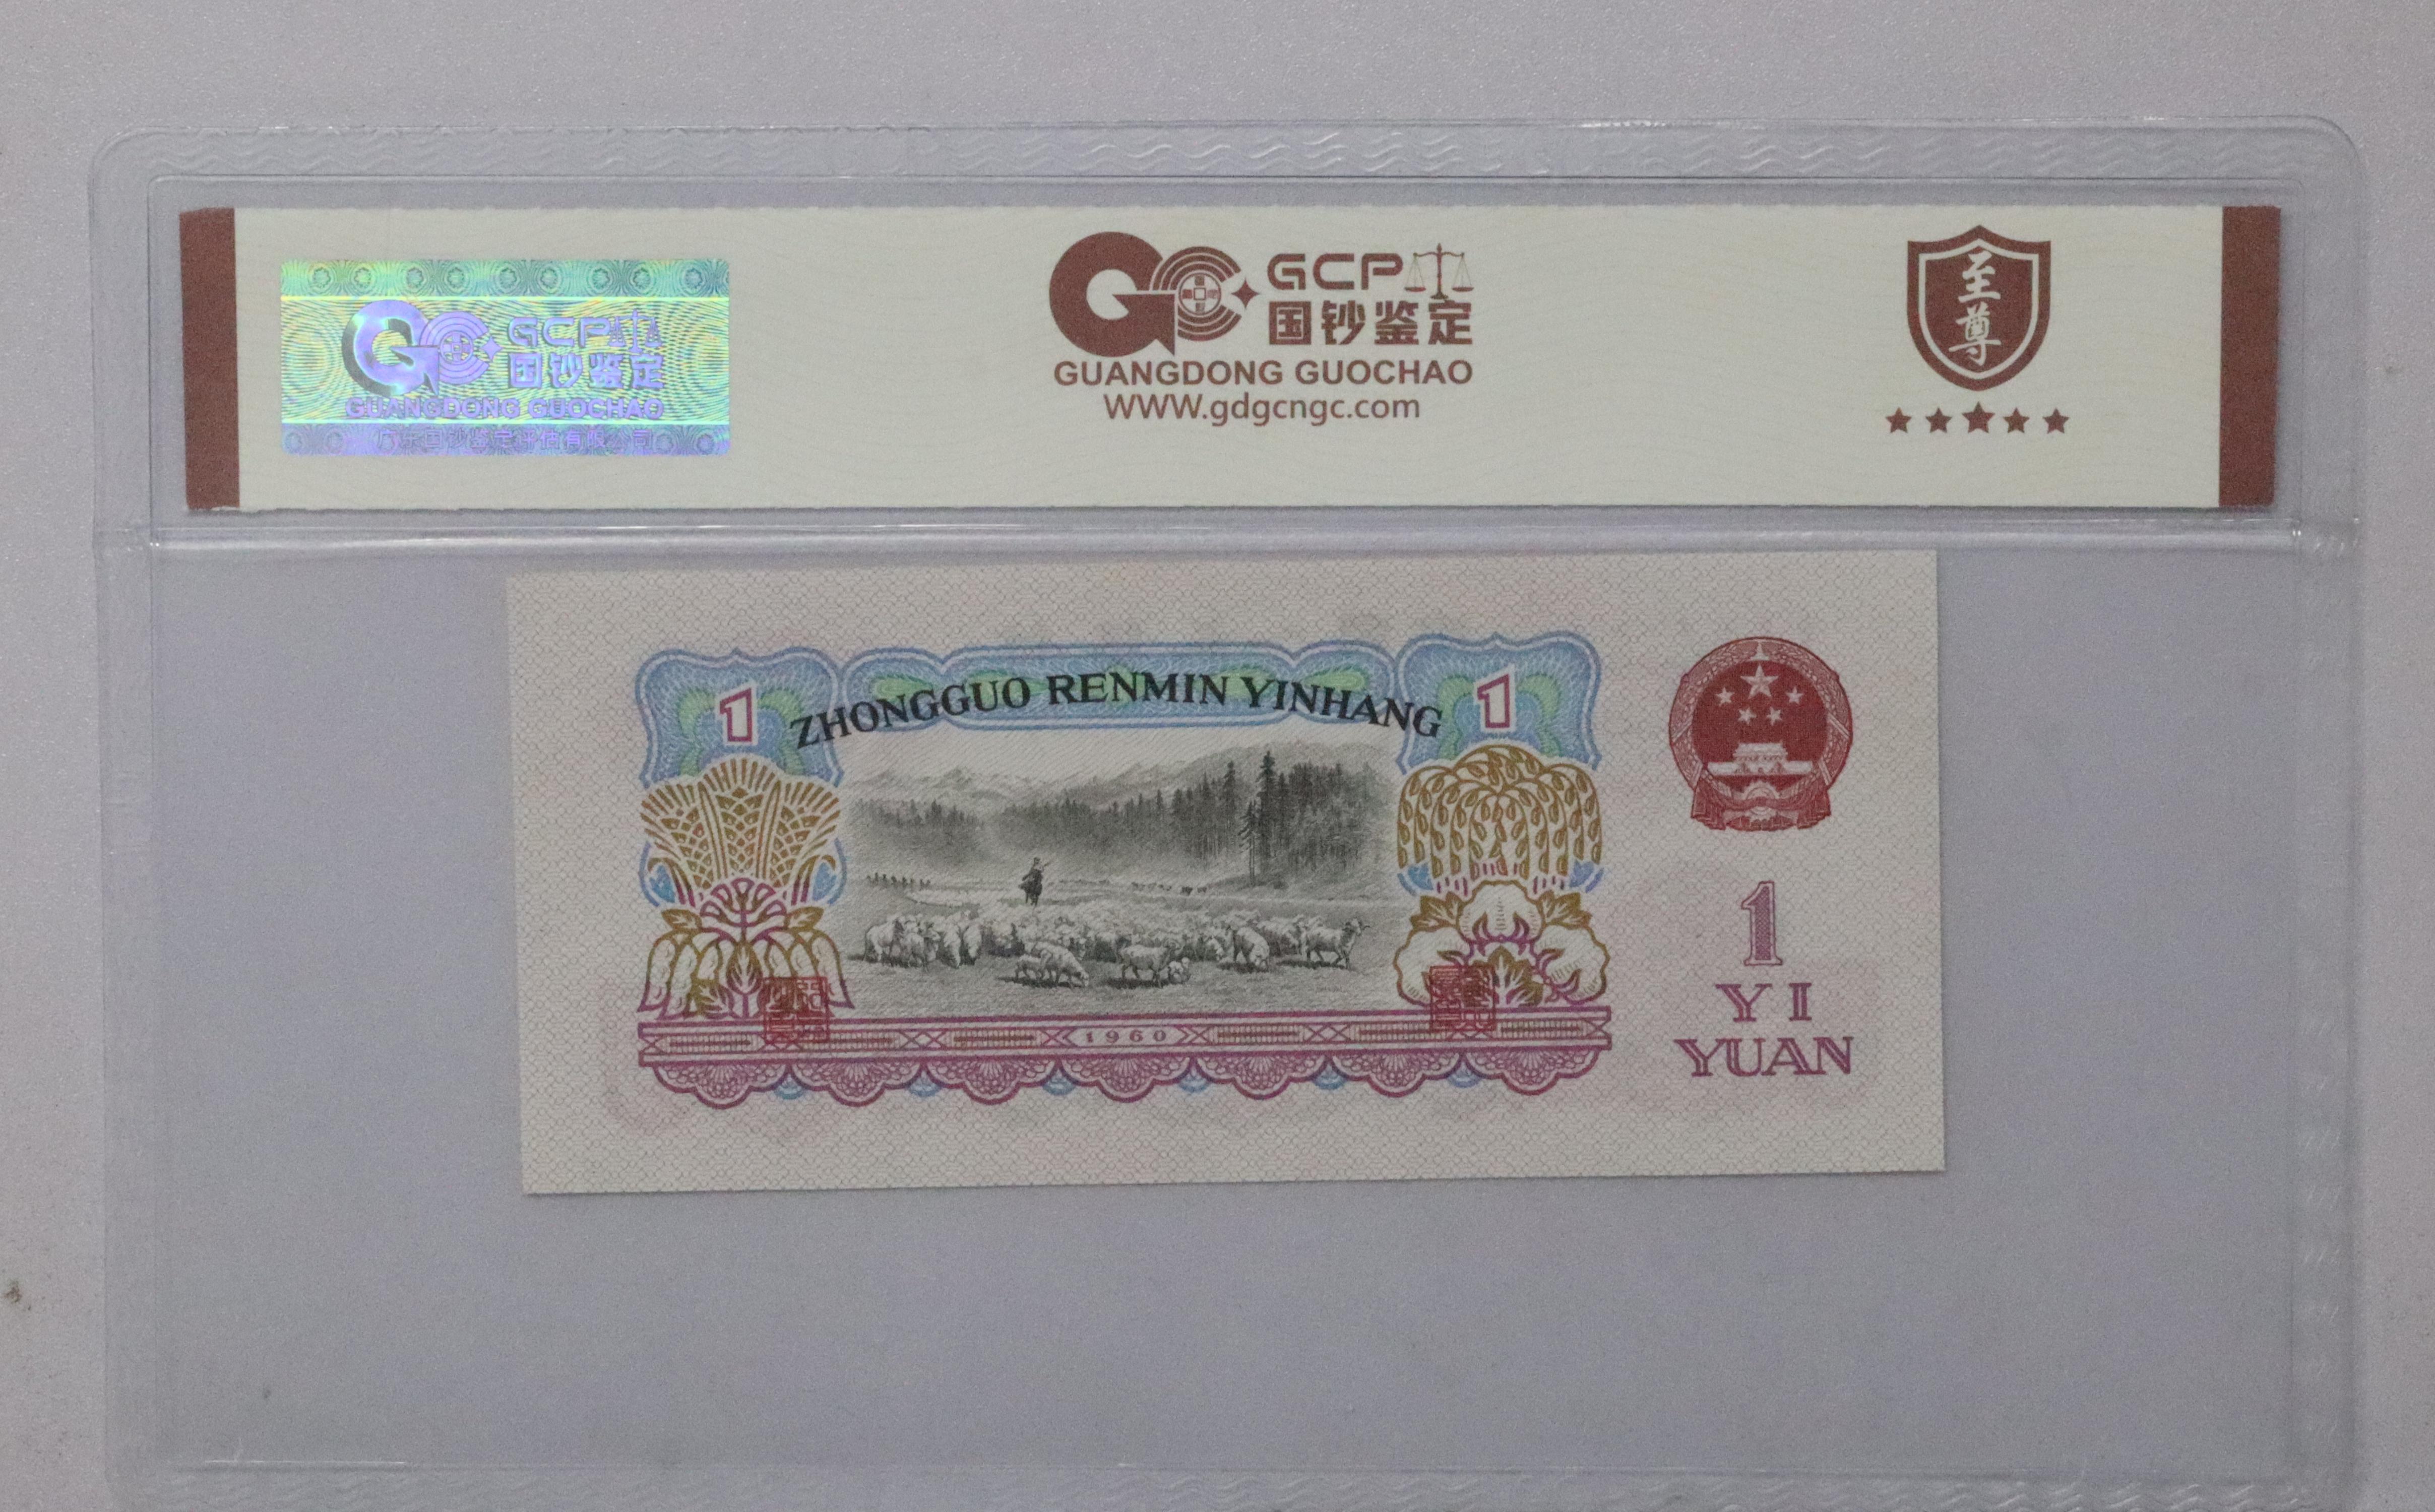 GCP
国钞鉴定
GUANGDONG GUOCHAO
广东国钞鉴定评估有限公司
GCP
国钞鉴定
GUANGDONG GUOCHAO
WWW.gdgcngc.com
至尊
1 ZHONGGUO RENMIN YINHANG 1
1960
1
YI
YUAN